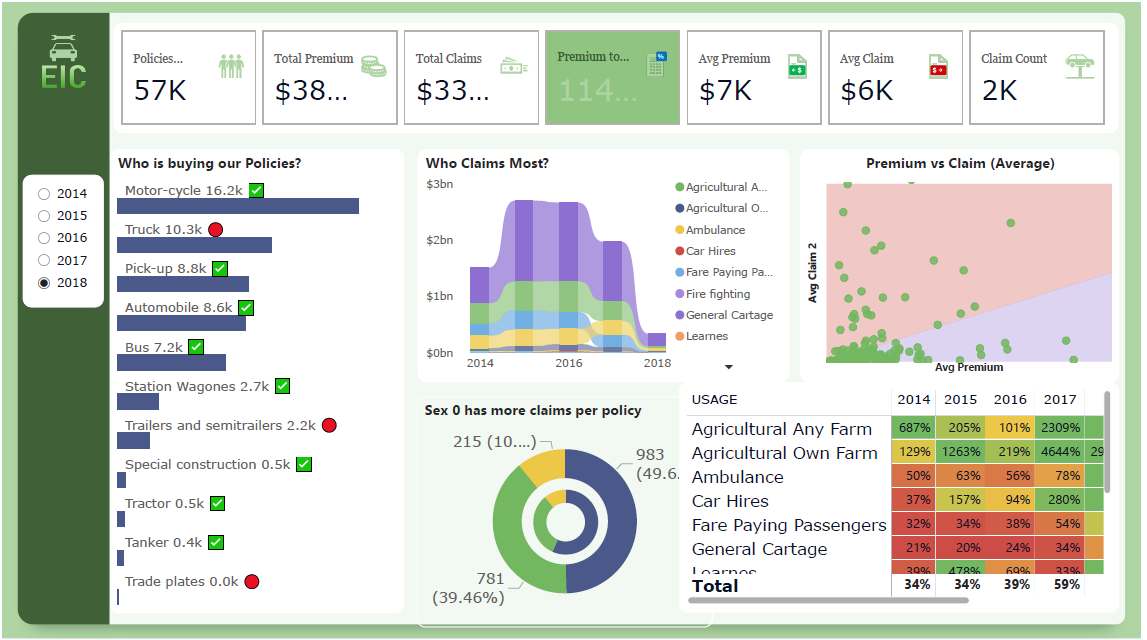 EIC
Policies...
57K
Total Premium
$38...
Total Claims
$33...
Premium to...
%
114...
Avg Premium
$7K
Avg Claim
$6K
Claim Count
2K
2014
2015
2016
2017
2018
Who is buying our Policies?
Motor-cycle 16.2k
Truck 10.3k
Pick-up 8.8k
Automobile 8.6k
Bus 7.2k
Station Wagones 2.7k
Trailers and semitrailers 2.2k
Special construction 0.5k
Tractor 0.5k
Tanker 0.4k
Trade plates 0.0k
Who Claims Most?
$3bn
$2bn
$1bn
$0bn
2014 2016 2018
Agricultural A...
Agricultural O...
Ambulance
Car Hires
Fare Paying Pa...
Fire fighting
General Cartage
Learnes
Premium vs Claim (Average)
Avg Claim 2
Avg Premium
Sex 0 has more claims per policy
215 (10....)
983
(49.6...
781
(39.46%)
USAGE 2014 2015 2016 2017
Agricultural Any Farm 687% 205% 101% 2309%
Agricultural Own Farm 129% 1263% 219% 4644% 29
Ambulance 50% 63% 56% 78%
Car Hires 37% 157% 94% 280%
Fare Paying Passengers 32% 34% 38% 54%
General Cartage 21% 20% 24% 34%
Learnes 39% 478% 69% 33%
Total 34% 34% 39% 59%